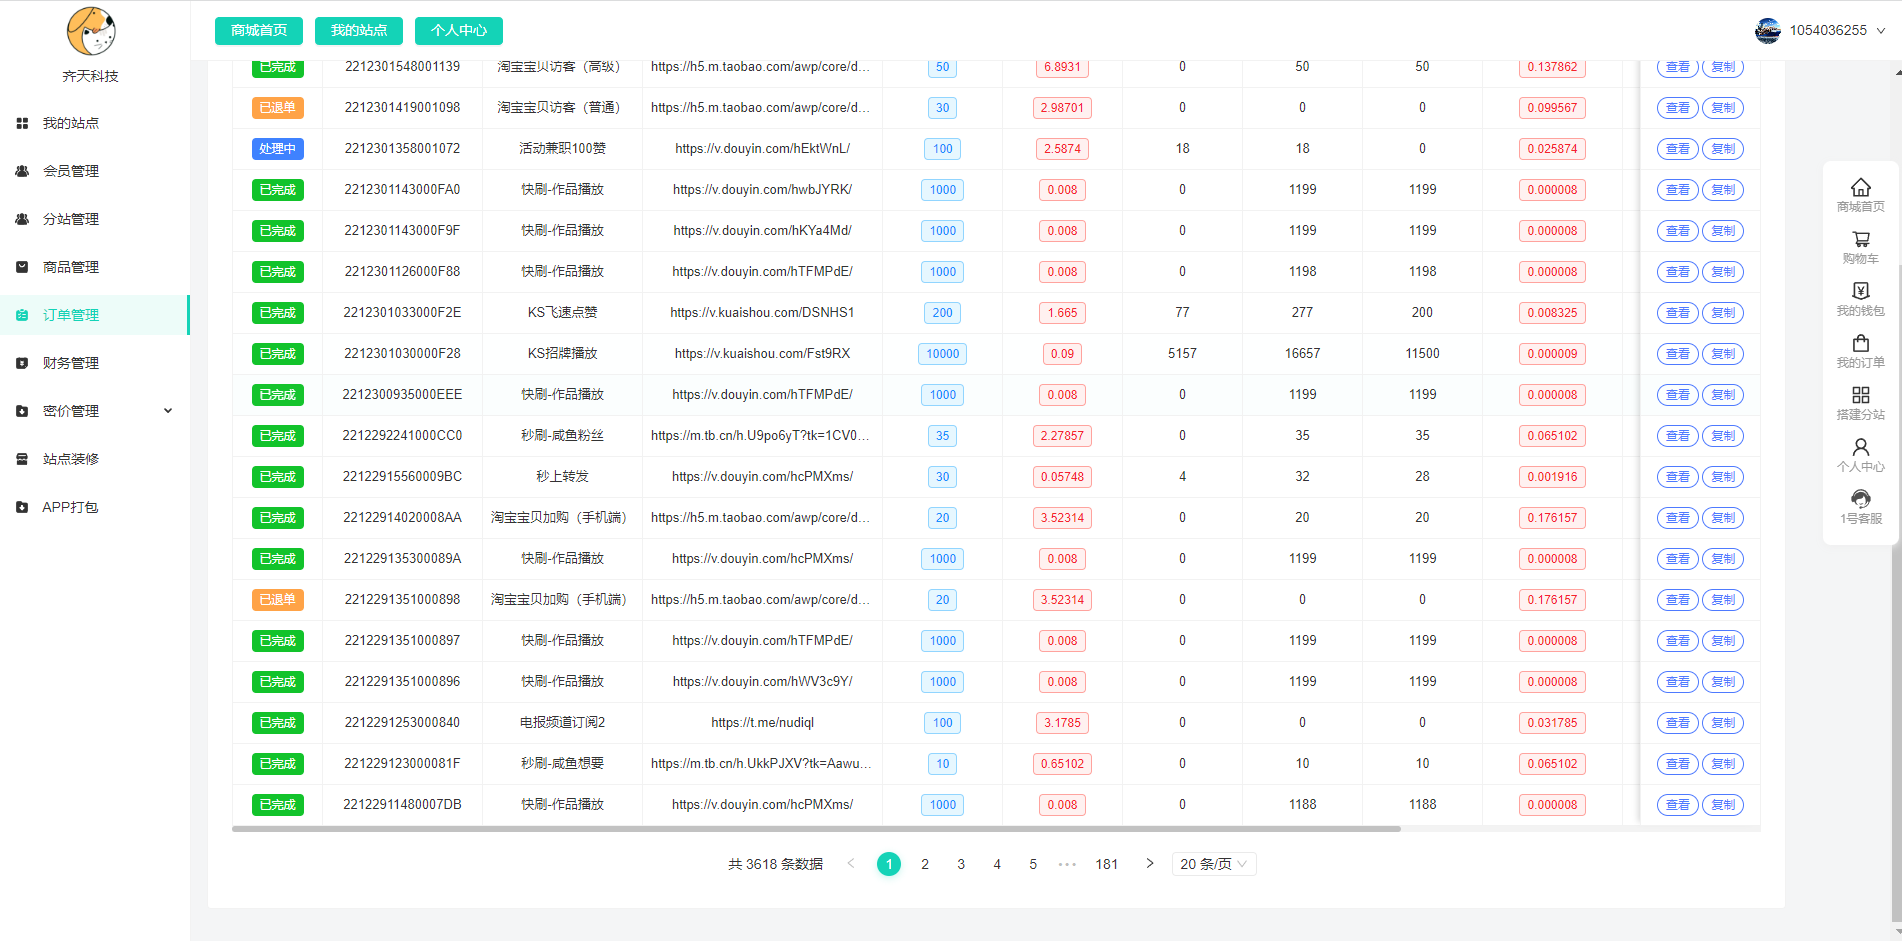 齐天科技
商城首页 我的站点 个人中心
1054036255
我的站点
会员管理
分站管理
商品管理
订单管理
财务管理
密价管理
站点装修
APP打包
已完成 2212301548001139 淘宝宝贝访客（高级） https://h5.m.taobao.com/awp/core/d... 50 6.8931 0 50 50 0.137862 查看 复制
已退单 2212301419001098 淘宝宝贝访客（普通） https://h5.m.taobao.com/awp/core/d... 30 2.98701 0 0 0 0.099567 查看 复制
处理中 2212301358001072 活动兼职100赞 https://v.douyin.com/hEktWnL/ 100 2.5874 18 18 0 0.025874 查看 复制
已完成 2212301143000FA0 快刷-作品播放 https://v.douyin.com/hwbJYRK/ 1000 0.008 0 1199 1199 0.000008 查看 复制
已完成 2212301143000F9F 快刷-作品播放 https://v.douyin.com/hKYa4Md/ 1000 0.008 0 1199 1199 0.000008 查看 复制
已完成 2212301126000F88 快刷-作品播放 https://v.douyin.com/hTFMPdE/ 1000 0.008 0 1198 1198 0.000008 查看 复制
已完成 2212301033000F2E KS飞速点赞 https://v.kuaishou.com/DSNHS1 200 1.665 77 277 200 0.008325 查看 复制
已完成 2212301030000F28 KS招牌播放 https://v.kuaishou.com/Fst9RX 10000 0.09 5157 16657 11500 0.000009 查看 复制
已完成 2212300935000EEE 快刷-作品播放 https://v.douyin.com/hTFMPdE/ 1000 0.008 0 1199 1199 0.000008 查看 复制
已完成 2212292241000CC0 秒刷-咸鱼粉丝 https://m.tb.cn/h.U9po6yT?tk=1CV0... 35 2.27857 0 35 35 0.065102 查看 复制
已完成 22122915560009BC 秒上转发 https://v.douyin.com/hcPMXms/ 30 0.05748 4 32 28 0.001916 查看 复制
已完成 22122914020008AA 淘宝宝贝加购（手机端） https://h5.m.taobao.com/awp/core/d... 20 3.52314 0 20 20 0.176157 查看 复制
已完成 221229135300089A 快刷-作品播放 https://v.douyin.com/hcPMXms/ 1000 0.008 0 1199 1199 0.000008 查看 复制
已退单 2212291351000898 淘宝宝贝加购（手机端） https://h5.m.taobao.com/awp/core/d... 20 3.52314 0 0 0 0.176157 查看 复制
已完成 2212291351000897 快刷-作品播放 https://v.douyin.com/hTFMPdE/ 1000 0.008 0 1199 1199 0.000008 查看 复制
已完成 2212291351000896 快刷-作品播放 https://v.douyin.com/hWV3c9Y/ 1000 0.008 0 1199 1199 0.000008 查看 复制
已完成 2212291253000840 电报频道订阅2 https://t.me/nudiql 100 3.1785 0 0 0 0.031785 查看 复制
已完成 221229123000081F 秒刷-咸鱼想要 https://m.tb.cn/h.UkkPJXV?tk=Aawu... 10 0.65102 0 10 10 0.065102 查看 复制
已完成 22122911480007DB 快刷-作品播放 https://v.douyin.com/hcPMXms/ 1000 0.008 0 1188 1188 0.000008 查看 复制
共 3618 条数据 < 1 2 3 4 5 ••• 181 > 20 条/页
商城首页
购物车
我的钱包
我的订单
搭建分站
个人中心
1号客服